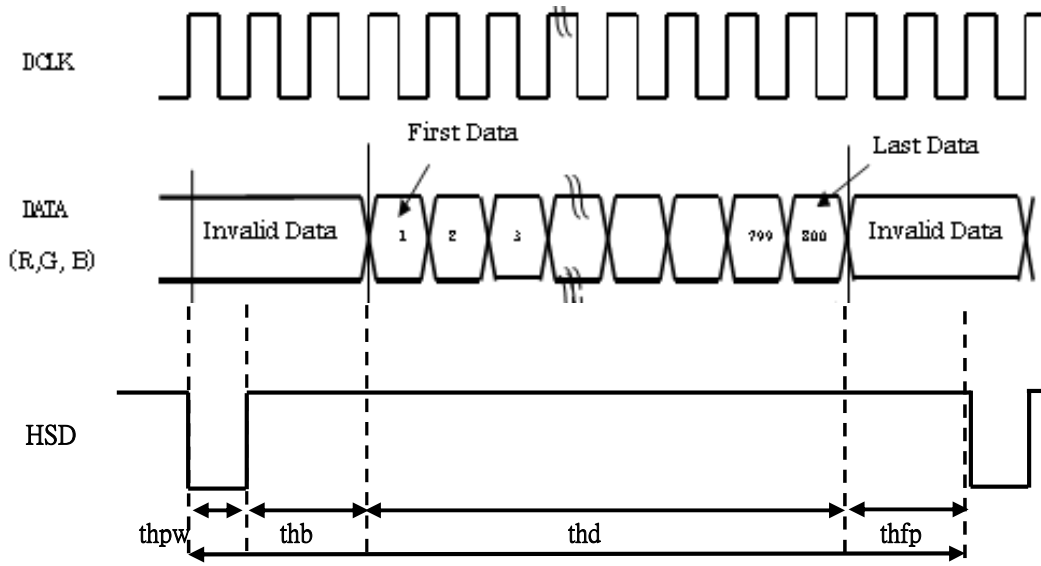 DCLK
First Data
Last Data
DATA
(R,G, B)
Invalid Data
1
2
3
799
800
Invalid Data
HSD
thpw
thb
thd
thfp